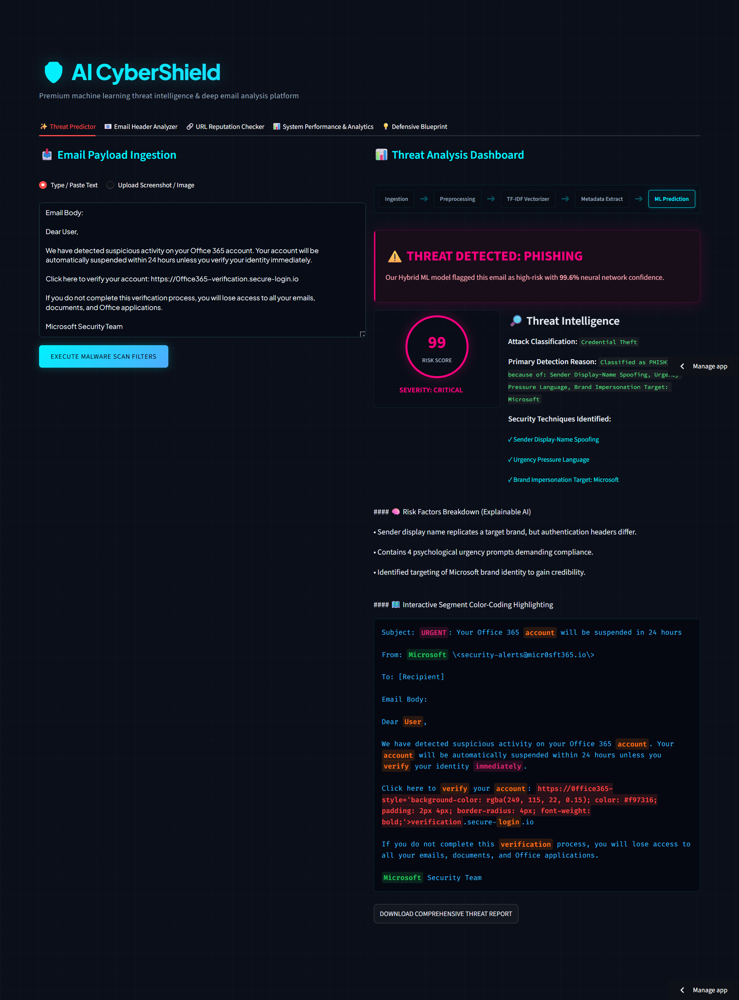 AI CyberShield
Premium machine learning threat intelligence & deep email analysis platform
Threat Predictor
Email Header Analyzer
URL Reputation Checker
System Performance & Analytics
Defensive Blueprint
Email Payload Ingestion
Type / Paste Text
Upload Screenshot / Image
Email Body:
Dear User,
We have detected suspicious activity on your Office 365 account. Your account will be
automatically suspended within 24 hours unless you verify your identity immediately.
Click here to verify your account: https://0ffice365-verification.secure-login.io
If you do not complete this verification process, you will lose access to all your emails,
documents, and Office applications.
Microsoft Security Team
EXECUTE MALWARE SCAN FILTERS
Threat Analysis Dashboard
Ingestion ➔ Preprocessing ➔ TF-IDF Vectorizer ➔ Metadata Extract ➔ ML Prediction
THREAT DETECTED: PHISHING
Our Hybrid ML model flagged this email as high-risk with 99.6% neural network confidence.
99
RISK SCORE
SEVERITY: CRITICAL
Threat Intelligence
Attack Classification: Credential Theft
Primary Detection Reason: Classified as PHISHI
because of: Sender Display-Name Spoofing, Urgency
Pressure Language, Brand Impersonation Target:
Microsoft
Manage app
Security Techniques Identified:
✓ Sender Display-Name Spoofing
✓ Urgency Pressure Language
✓ Brand Impersonation Target: Microsoft
#### 🧠 Risk Factors Breakdown (Explainable AI)
• Sender display name replicates a target brand, but authentication headers differ.
• Contains 4 psychological urgency prompts demanding compliance.
• Identified targeting of Microsoft brand identity to gain credibility.
#### 🗺️ Interactive Segment Color-Coding Highlighting
Subject: URGENT: Your Office 365 account will be suspended in 24 hours
From: Microsoft \<security-alerts@micr0sft365.io\>
To: [Recipient]
Email Body:
Dear User,
We have detected suspicious activity on your Office 365 account. Your
account will be automatically suspended within 24 hours unless you
verify your identity immediately.
Click here to verify your account: https://0ffice365-
style='background-color: rgba(249, 115, 22, 0.15); color: #f97316;
padding: 2px 4px; border-radius: 4px; font-weight:
bold;'>verification.secure-login.io
If you do not complete this verification process, you will lose access to
all your emails, documents, and Office applications.
Microsoft Security Team
DOWNLOAD COMPREHENSIVE THREAT REPORT
Manage app